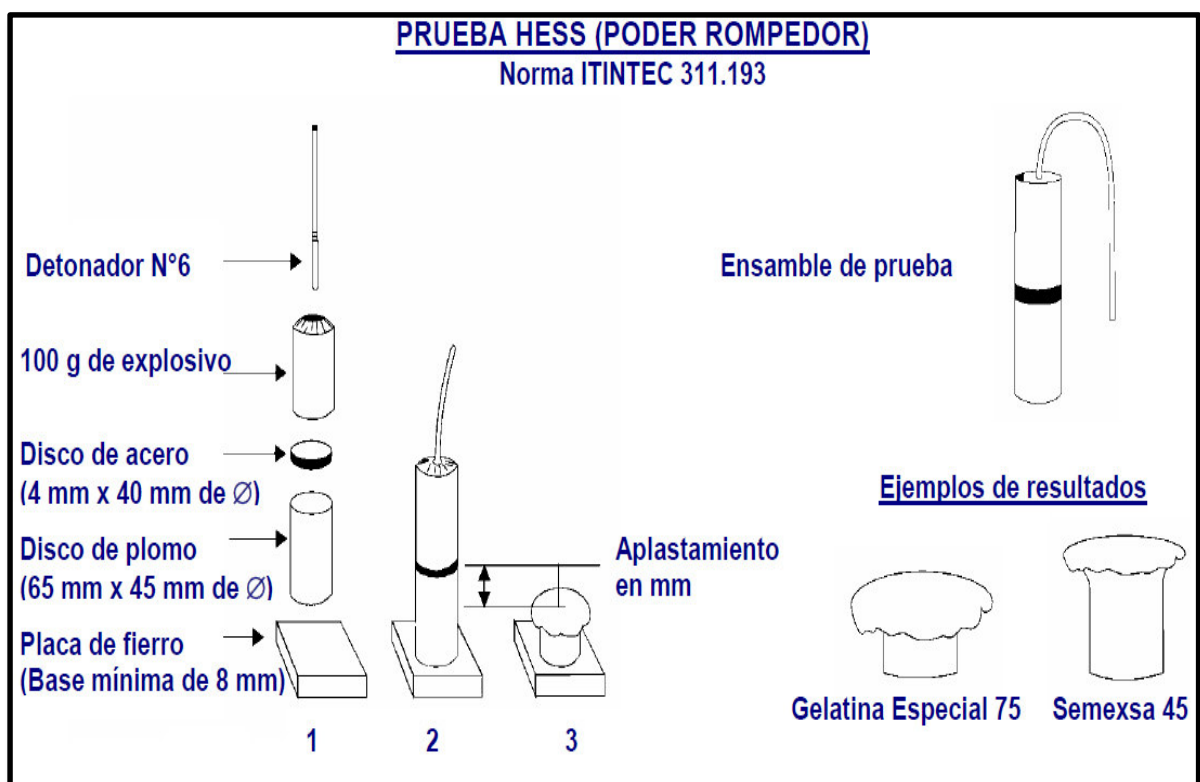 PRUEBA HESS (PODER ROMPEDOR)
Norma ITINTEC 311.193
Detonador N°6
100 g de explosivo
Disco de acero
(4 mm x 40 mm de Ø)
Disco de plomo
(65 mm x 45 mm de Ø)
Placa de fierro
(Base mínima de 8 mm)
1
2
3
Aplastamiento
en mm
Ensamble de prueba
Ejemplos de resultados
Gelatina Especial 75
Semexsa 45